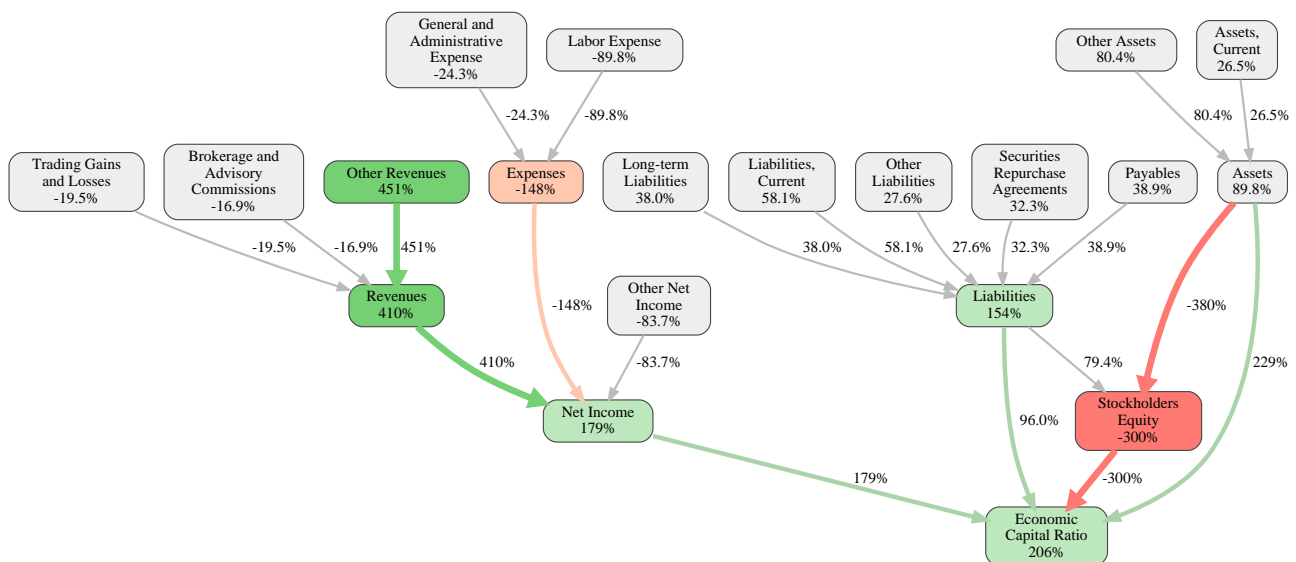 General and
Administrative
Expense
-24.3%
Labor Expense
-89.8%
Other Assets
80.4%
Assets,
Current
26.5%
-24.3%
-89.8%
80.4%
26.5%
Trading Gains
and Losses
-19.5%
Brokerage and
Advisory
Commissions
-16.9%
Other Revenues
451%
Expenses
-148%
Long-term
Liabilities
38.0%
Liabilities,
Current
58.1%
Other
Liabilities
27.6%
Securities
Repurchase
Agreements
32.3%
Payables
38.9%
Assets
89.8%
-19.5%
-16.9%
451%
38.0%
58.1%
27.6%
32.3%
38.9%
Revenues
410%
-148%
Other Net
Income
-83.7%
Liabilities
154%
-380%
410%
-83.7%
79.4%
229%
Net Income
179%
96.0%
Stockholders
Equity
-300%
179%
-300%
Economic
Capital Ratio
206%